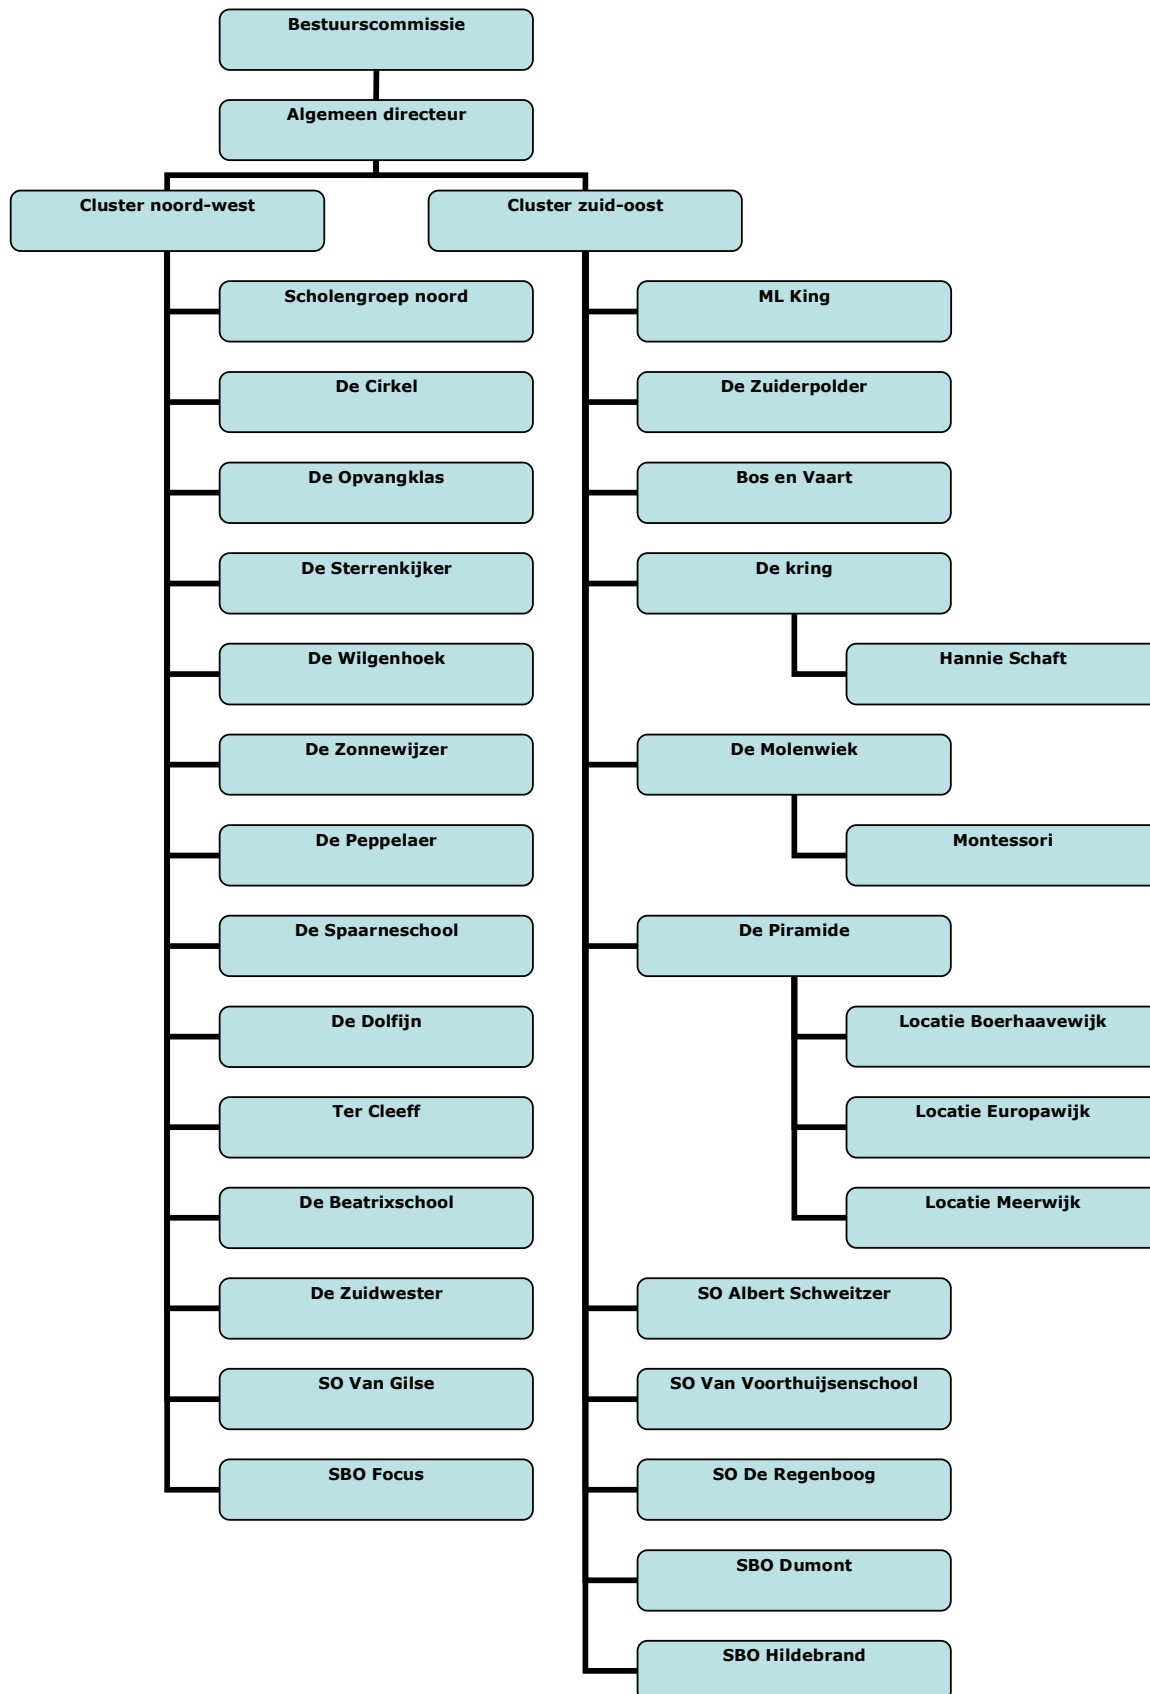 Bestuurscommissie
Algemeen directeur
Cluster noord-west
Cluster zuid-oost
Scholengroep noord
De Cirkel
De Opvangklas
De Sterrenkijker
De Wilgenhoek
De Zonnewijzer
De Peppelaer
De Spaarneschool
De Dolfijn
Ter Cleeff
De Beatrixschool
De Zuidwester
SO Van Gilse
SBO Focus
ML King
De Zuiderpolder
Bos en Vaart
De kring
Hannie Schaft
De Molenwiek
Montessori
De Piramide
Locatie Boerhaavewijk
Locatie Europawijk
Locatie Meerwijk
SO Albert Schweitzer
SO Van Voorthuijsenschool
SO De Regenboog
SBO Dumont
SBO Hildebrand